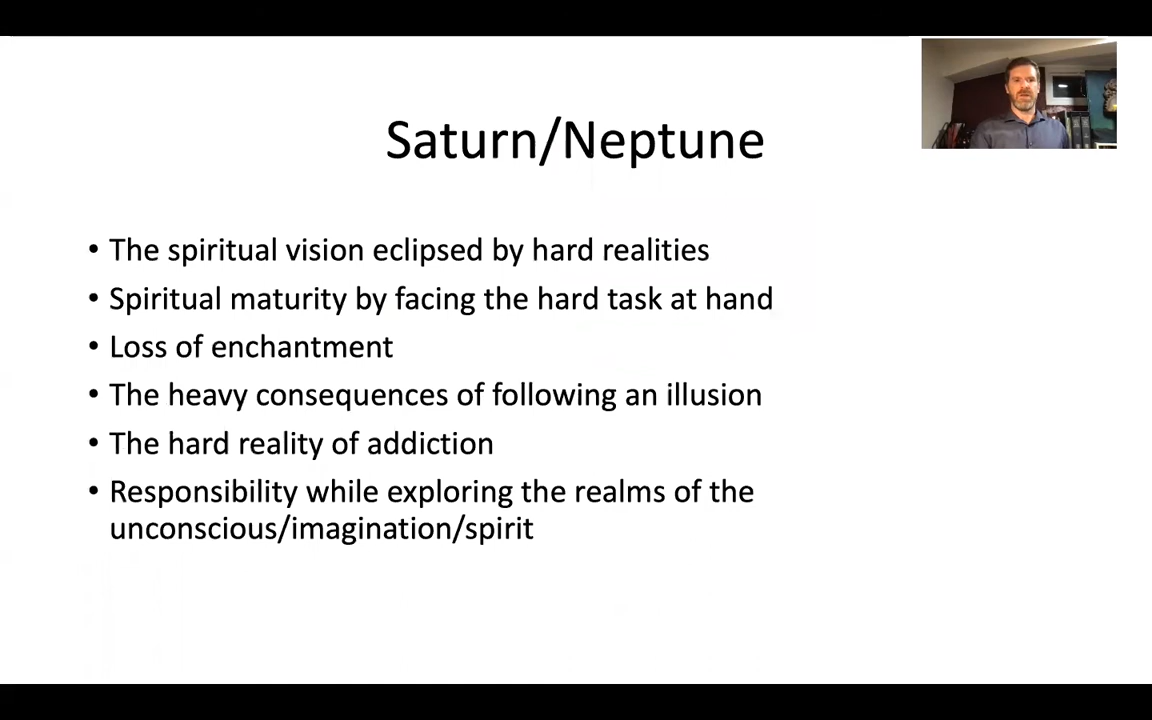 Saturn/Neptune
• The spiritual vision eclipsed by hard realities
• Spiritual maturity by facing the hard task at hand
• Loss of enchantment
• The heavy consequences of following an illusion
• The hard reality of addiction
• Responsibility while exploring the realms of the
unconscious/imagination/spirit